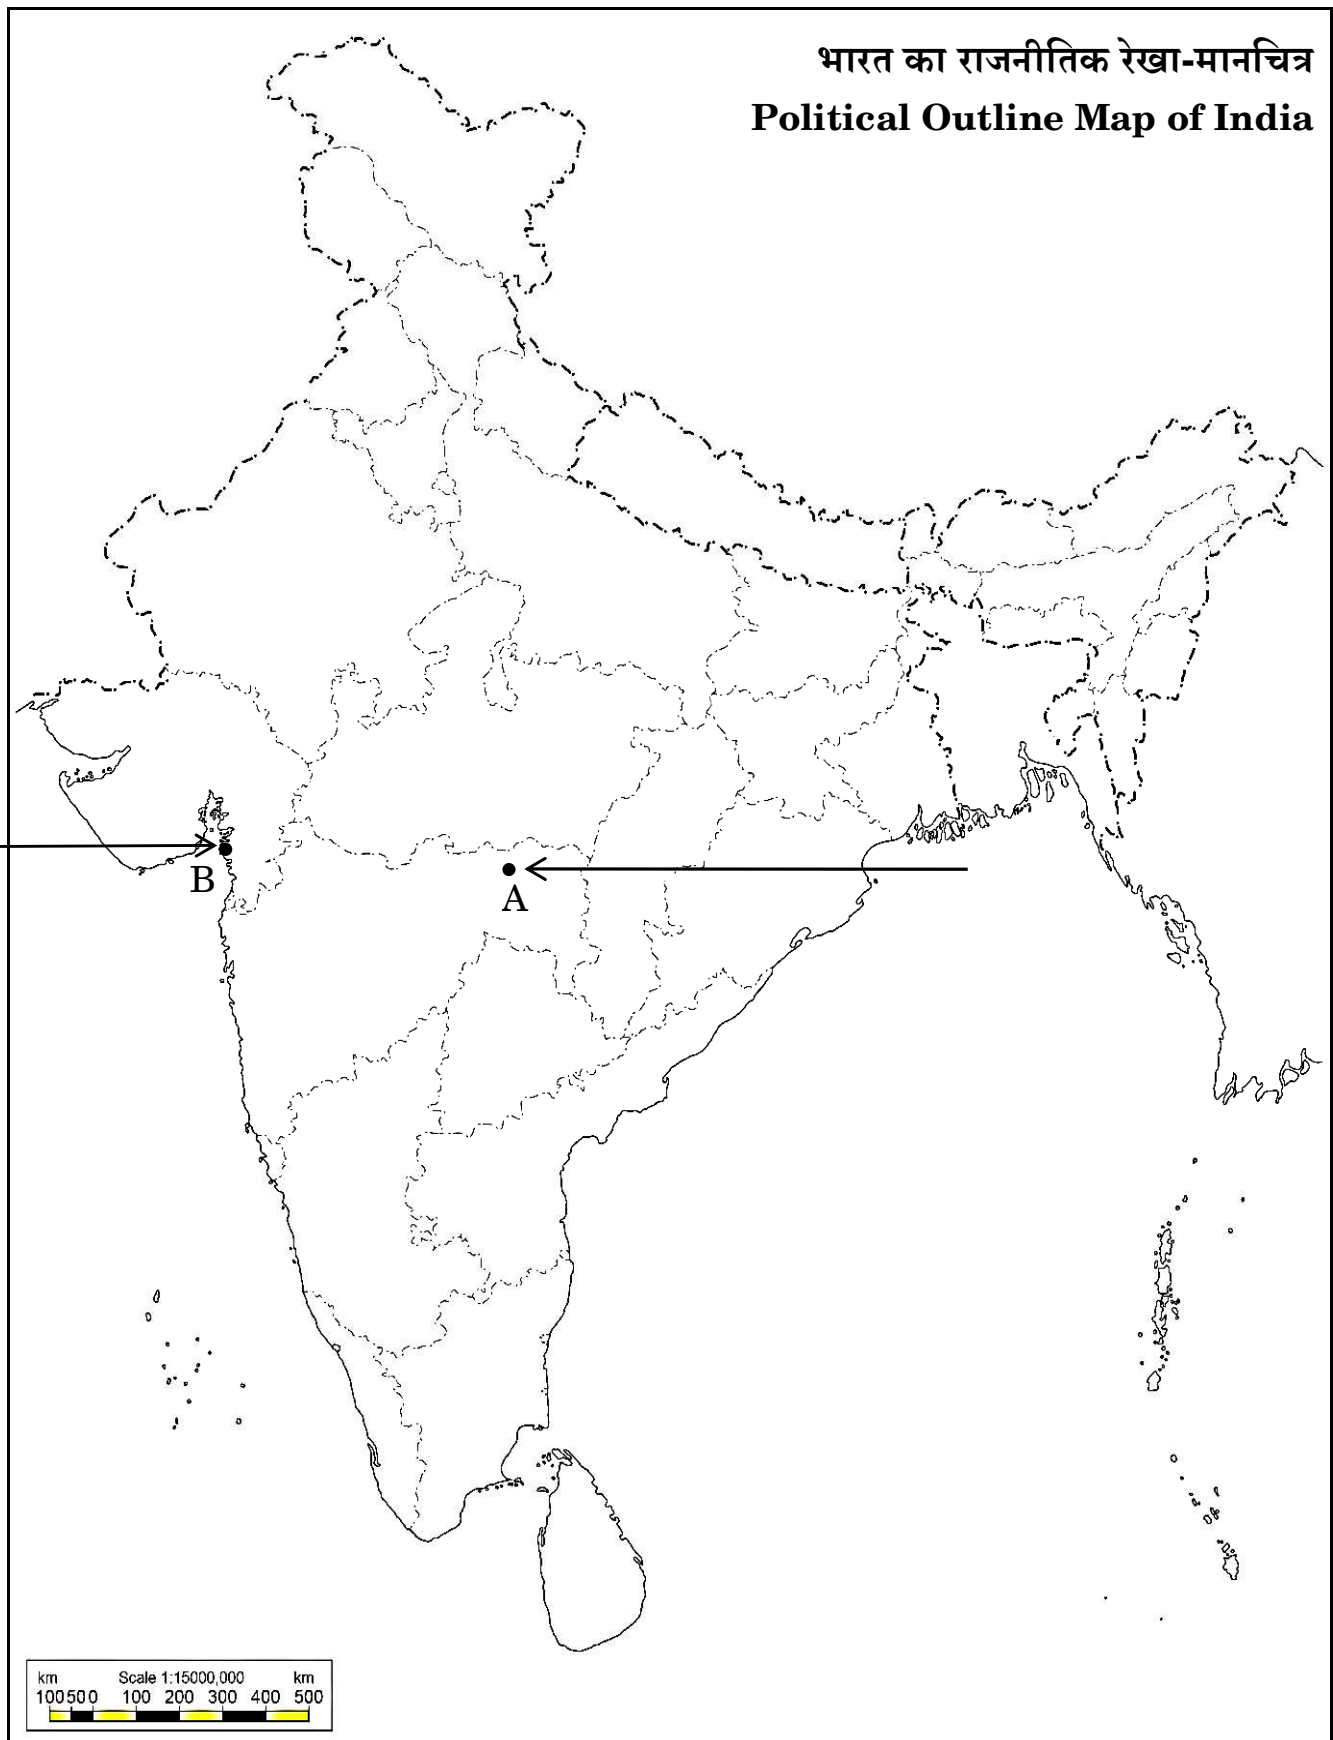 भारत का राजनीतिक रेखा-मानचित्र
Political Outline Map of India
B
A
km Scale 1:15000,000 km
100 50 0 100 200 300 400 500